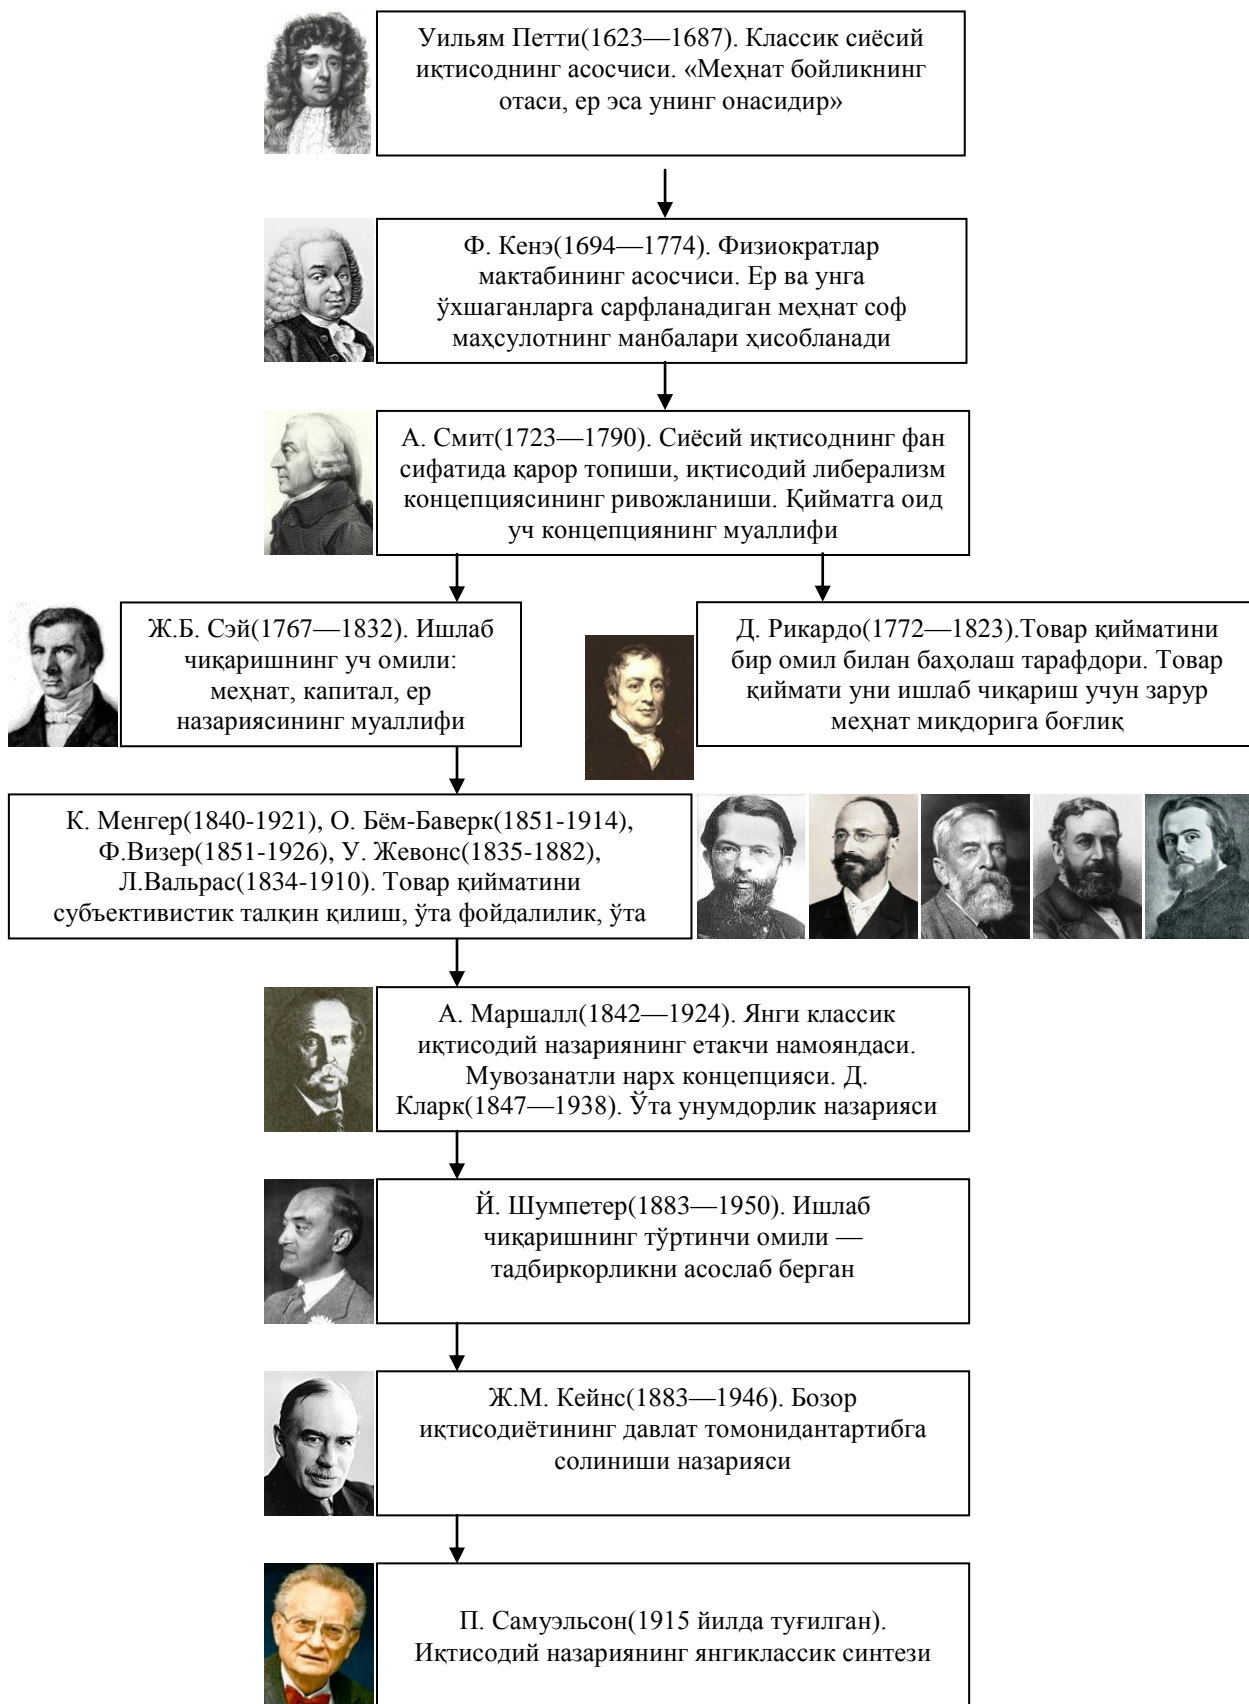 Уильям Петти(1623—1687). Классик сиёсий
иқтисоднинг асосчиси. «Меҳнат бойликнинг
отаси, ер эса унинг онасидир»
Ф. Кенэ(1694—1774). Физиократлар
мактабининг асосчиси. Ер ва унга
ўхшаганларга сарфланадиган меҳнат соф
маҳсулотнинг манбалари ҳисобланади
А. Смит(1723—1790). Сиёсий иқтисоднинг фан
сифатида қарор топиши, иқтисодий либерализм
концепциясининг ривожланиши. Қийматга оид
уч концепциянинг муаллифи
Ж.Б. Сэй(1767—1832). Ишлаб
чиқаришнинг уч омили:
меҳнат, капитал, ер
назариясининг муаллифи
Д. Рикардо(1772—1823).Товар қийматини
бир омил билан баҳолаш тарафдори. Товар
қиймати уни ишлаб чиқариш учун зарур
меҳнат миқдорига боғлиқ
К. Менгер(1840-1921), О. Бём-Баверк(1851-1914),
Ф.Визер(1851-1926), У. Жевонс(1835-1882),
Л.Вальрас(1834-1910). Товар қийматини
субъективистик талқин қилиш, ўта фойдалилик, ўта
А. Маршалл(1842—1924). Янги классик
иқтисодий назариянинг етакчи намояндаси.
Мувозанатли нарх концепцияси. Д.
Кларк(1847—1938). Ўта унумдорлик назарияси
Й. Шумпетер(1883—1950). Ишлаб
чиқаришнинг тўртинчи омили —
тадбиркорликни асослаб берган
Ж.М. Кейнс(1883—1946). Бозор
иқтисодиётининг давлат томонидантартибга
солиниши назарияси
П. Самуэльсон(1915 йилда туғилган).
Иқтисодий назариянинг янгиклассик синтези